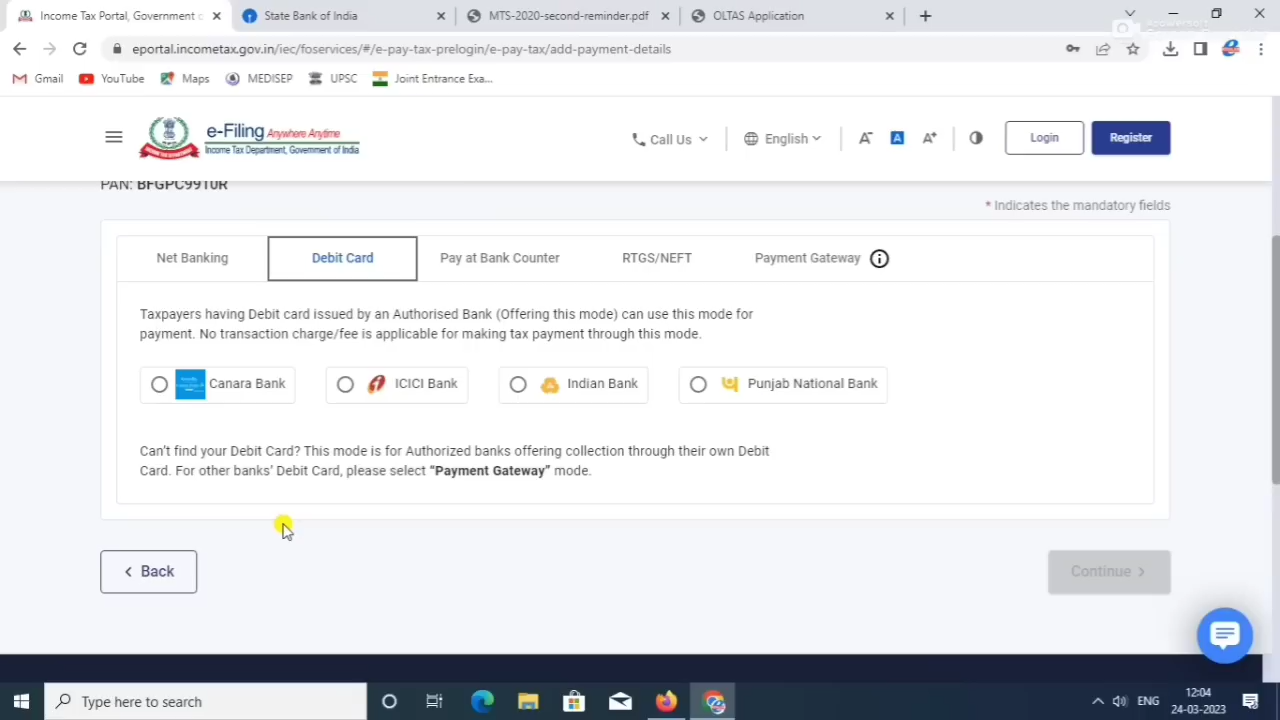 Income Tax Portal, Government o
State Bank of India
MTS-2020-second-reminder.pdf
OLTAS Application
eportal.incometax.gov.in/iec/foservices/#/e-pay-tax-prelogin/e-pay-tax/add-payment-details
Gmail
YouTube
Maps
MEDISEP
UPSC
Joint Entrance Exa...
e-Filing Anywhere Anytime
Income Tax Department, Government of India
Call Us
English
A-
A
A+
Login
Register
PAN: BFGPC9910R
* Indicates the mandatory fields
Net Banking
Debit Card
Pay at Bank Counter
RTGS/NEFT
Payment Gateway
Taxpayers having Debit card issued by an Authorised Bank (Offering this mode) can use this mode for
payment. No transaction charge/fee is applicable for making tax payment through this mode.
Canara Bank
ICICI Bank
Indian Bank
Punjab National Bank
Can't find your Debit Card? This mode is for Authorized banks offering collection through their own Debit
Card. For other banks' Debit Card, please select "Payment Gateway" mode.
< Back
Continue >
Type here to search
ENG
12:04
24-03-2023